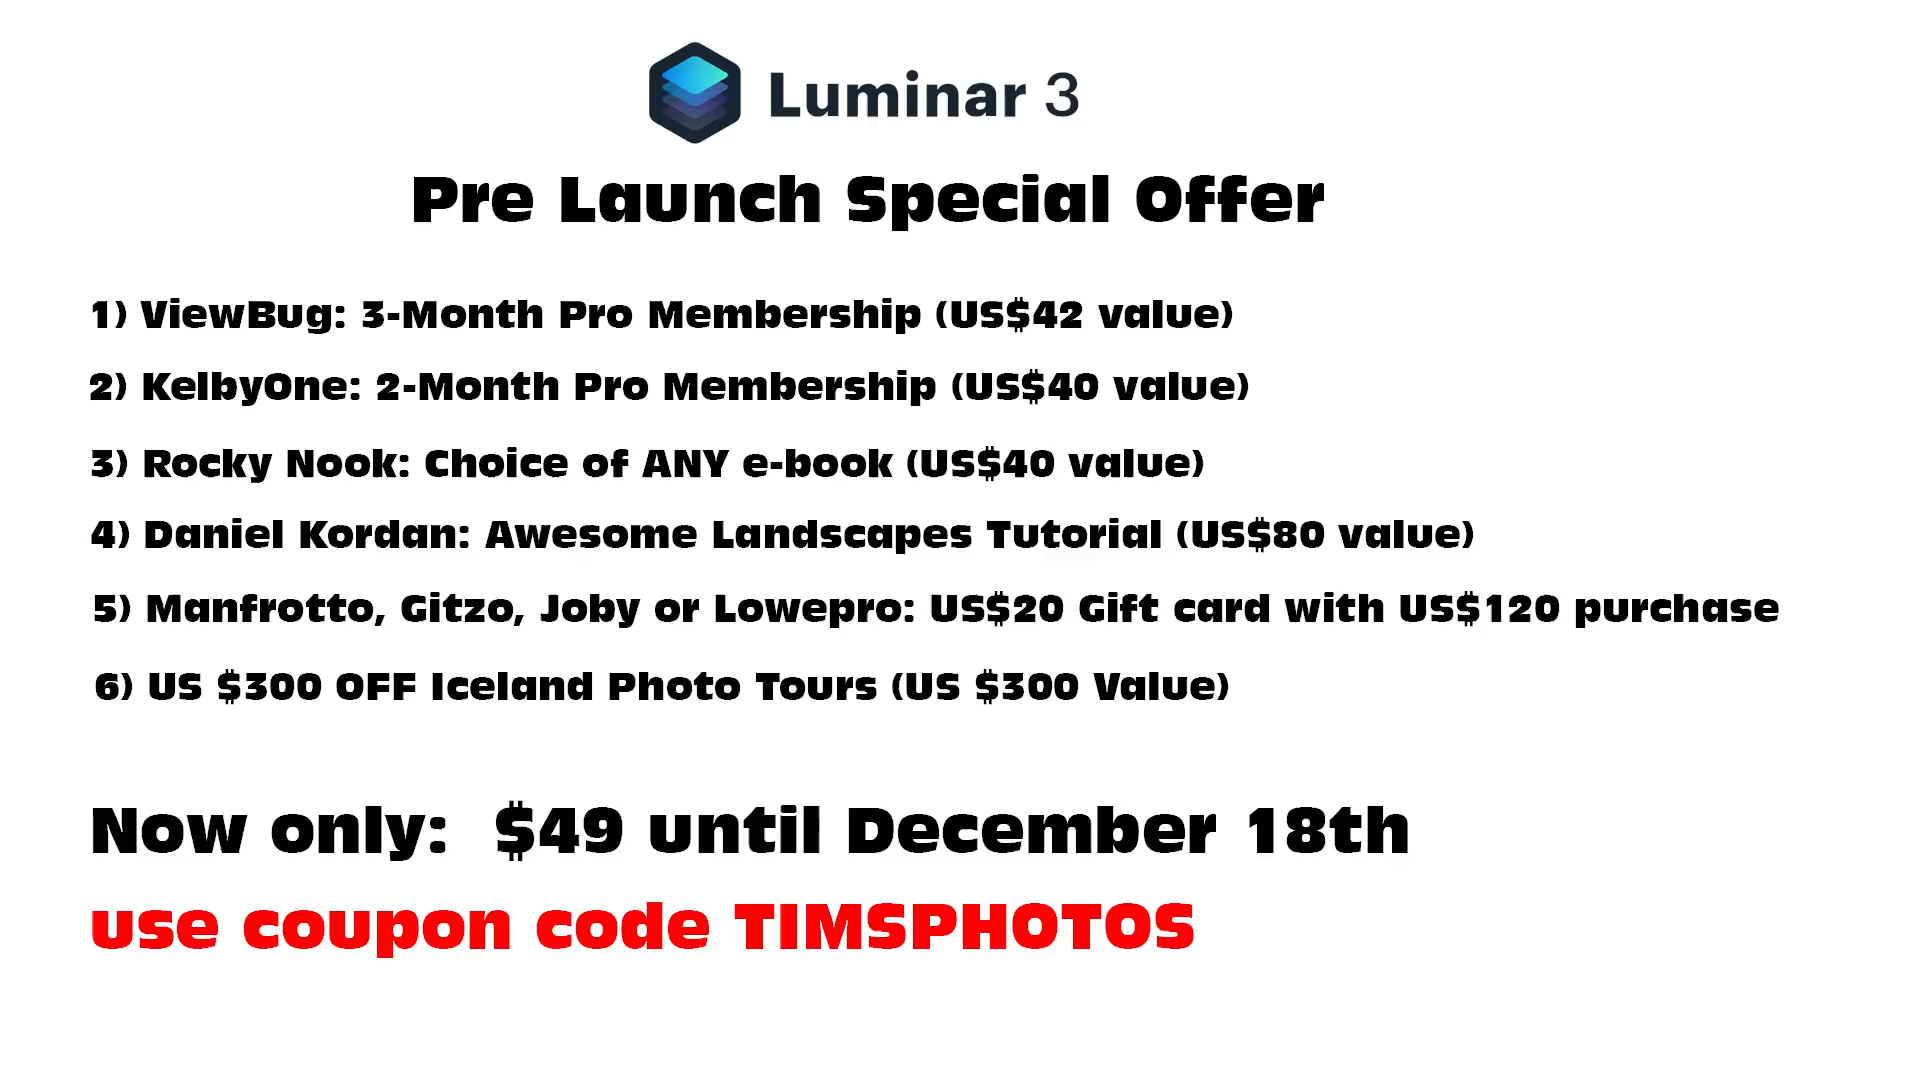 Luminar 3
Pre Launch Special Offer
1) ViewBug: 3-Month Pro Membership (US$42 value)
2) KelbyOne: 2-Month Pro Membership (US$40 value)
3) Rocky Nook: Choice of ANY e-book (US$40 value)
4) Daniel Kordan: Awesome Landscapes Tutorial (US$80 value)
5) Manfrotto, Gitzo, Joby or Lowepro: US$20 Gift card with US$120 purchase
6) US $300 OFF Iceland Photo Tours (US $300 Value)
Now only:  $49 until December 18th
use coupon code TIMSPHOTOS